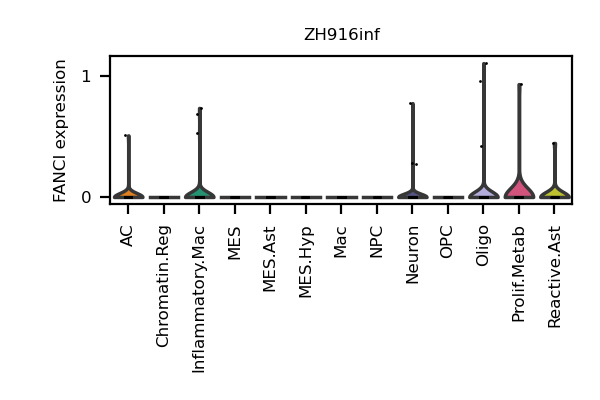 ZH916inf
FANCI expression
1
0
AC
Chromatin.Reg
Inflammatory.Mac
MES
MES.Ast
MES.Hyp
Mac
NPC
Neuron
OPC
Oligo
Prolif.Metab
Reactive.Ast